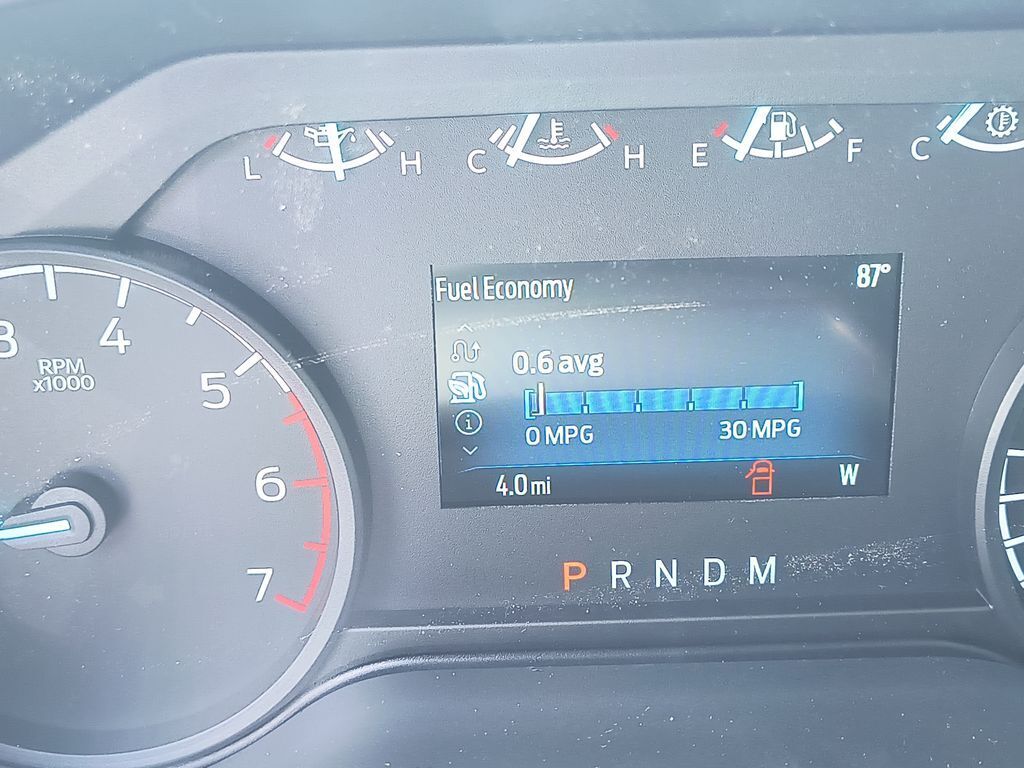 L H C H E F C
Fuel Economy 87°
3 4 5 6 7
RPM
x1000
0.6 avg
i
0 MPG 30 MPG
4.0 mi W
P R N D M